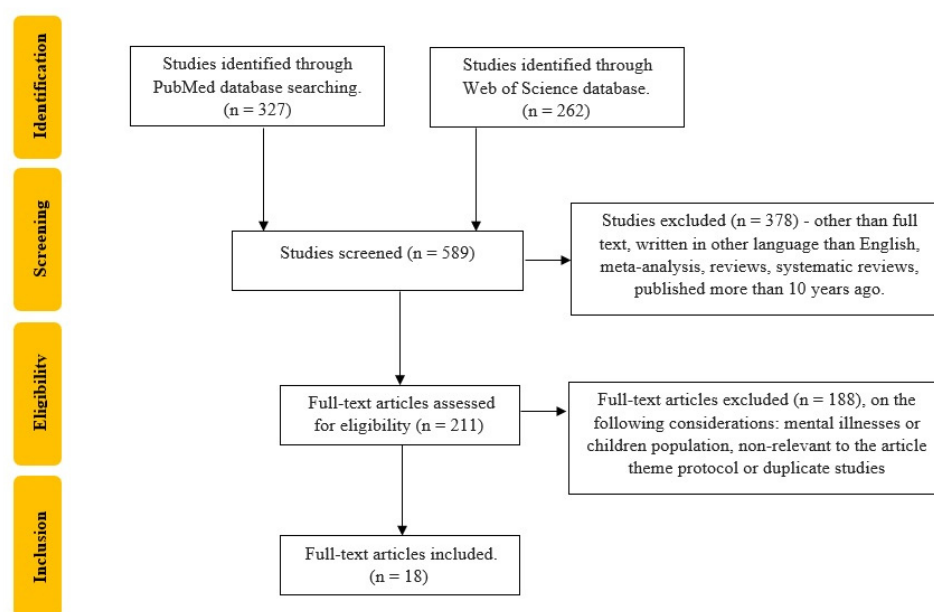 Identification
Studies identified through
PubMed database searching.
(n = 327)
Studies identified through
Web of Science database.
(n = 262)
Screening
Studies screened (n = 589)
Studies excluded (n = 378) - other than full
text, written in other language than English,
meta-analysis, reviews, systematic reviews,
published more than 10 years ago.
Eligibility
Full-text articles assessed
for eligibility (n = 211)
Full-text articles excluded (n = 188), on the
following considerations: mental illnesses or
children population, non-relevant to the article
theme protocol or duplicate studies
Inclusion
Full-text articles included.
(n = 18)